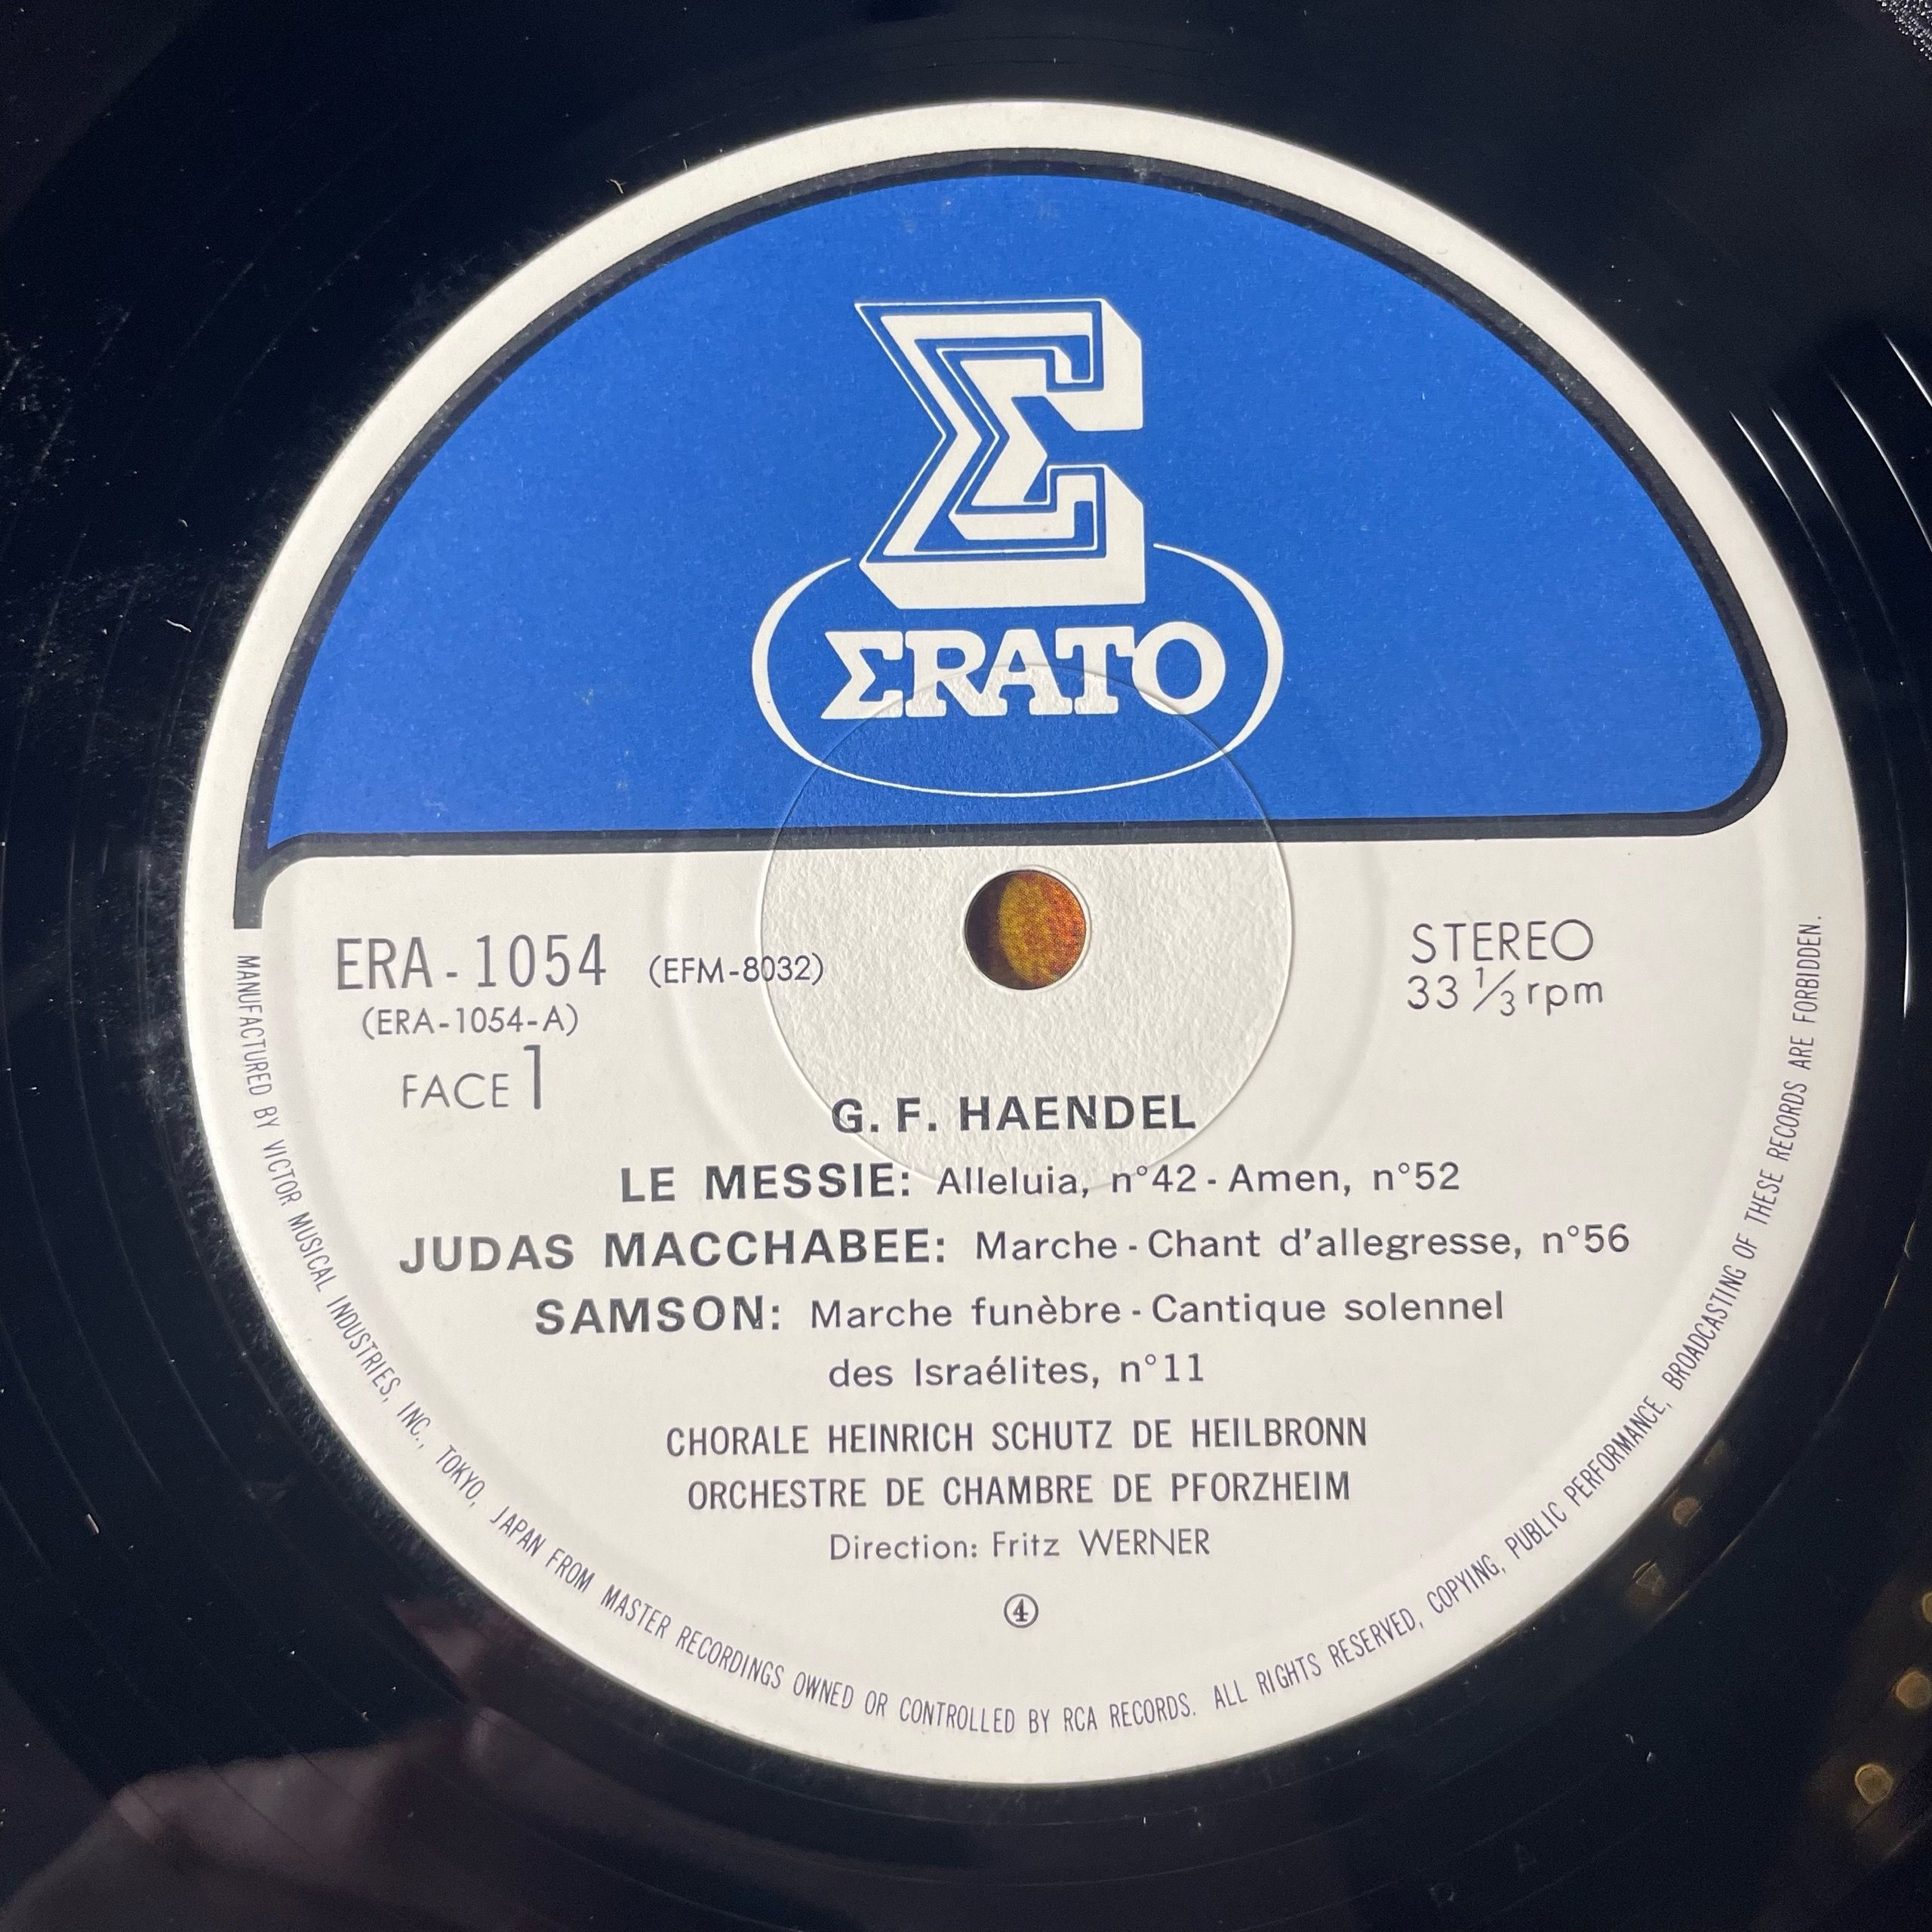 Σ
ΣRATO
ERA-1054 (EFM-8032)
(ERA-1054-A)
FACE 1
STEREO
33 1/3 rpm
G. F. HAENDEL
LE MESSIE: Alleluia, n°42 - Amen, n°52
JUDAS MACCHABEE: Marche - Chant d'allegresse, n°56
SAMSON: Marche funèbre - Cantique solennel
des Israélites, n°11
CHORALE HEINRICH SCHUTZ DE HEILBRONN
ORCHESTRE DE CHAMBRE DE PFORZHEIM
Direction: Fritz WERNER
④
MANUFACTURED BY VICTOR MUSICAL INDUSTRIES, INC., TOKYO, JAPAN FROM MASTER RECORDINGS OWNED OR CONTROLLED BY RCA RECORDS. ALL RIGHTS RESERVED, COPYING, PUBLIC PERFORMANCE, BROADCASTING OF THESE RECORDS ARE FORBIDDEN.